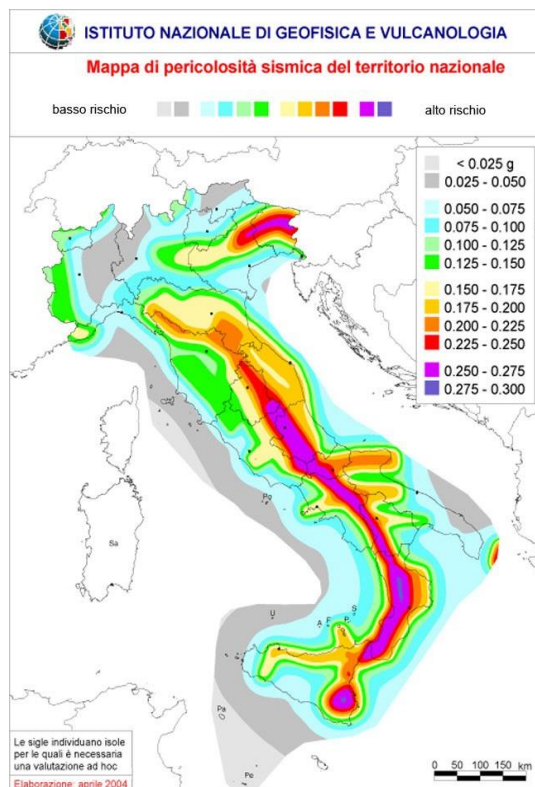 ISTITUTO NAZIONALE DI GEOFISICA E VULCANOLOGIA
Mappa di pericolosità sismica del territorio nazionale
basso rischio
alto rischio
< 0.025 g
0.025 - 0.050
0.050 - 0.075
0.075 - 0.100
0.100 - 0.125
0.125 - 0.150
0.150 - 0.175
0.175 - 0.200
0.200 - 0.225
0.225 - 0.250
0.250 - 0.275
0.275 - 0.300
Po
Sa
U
A F P
S
Pa
Pe
Le sigle individuano isole
per le quali è necessaria
una valutazione ad hoc
Elaborazione: aprile 2004
0 50 100 150 km